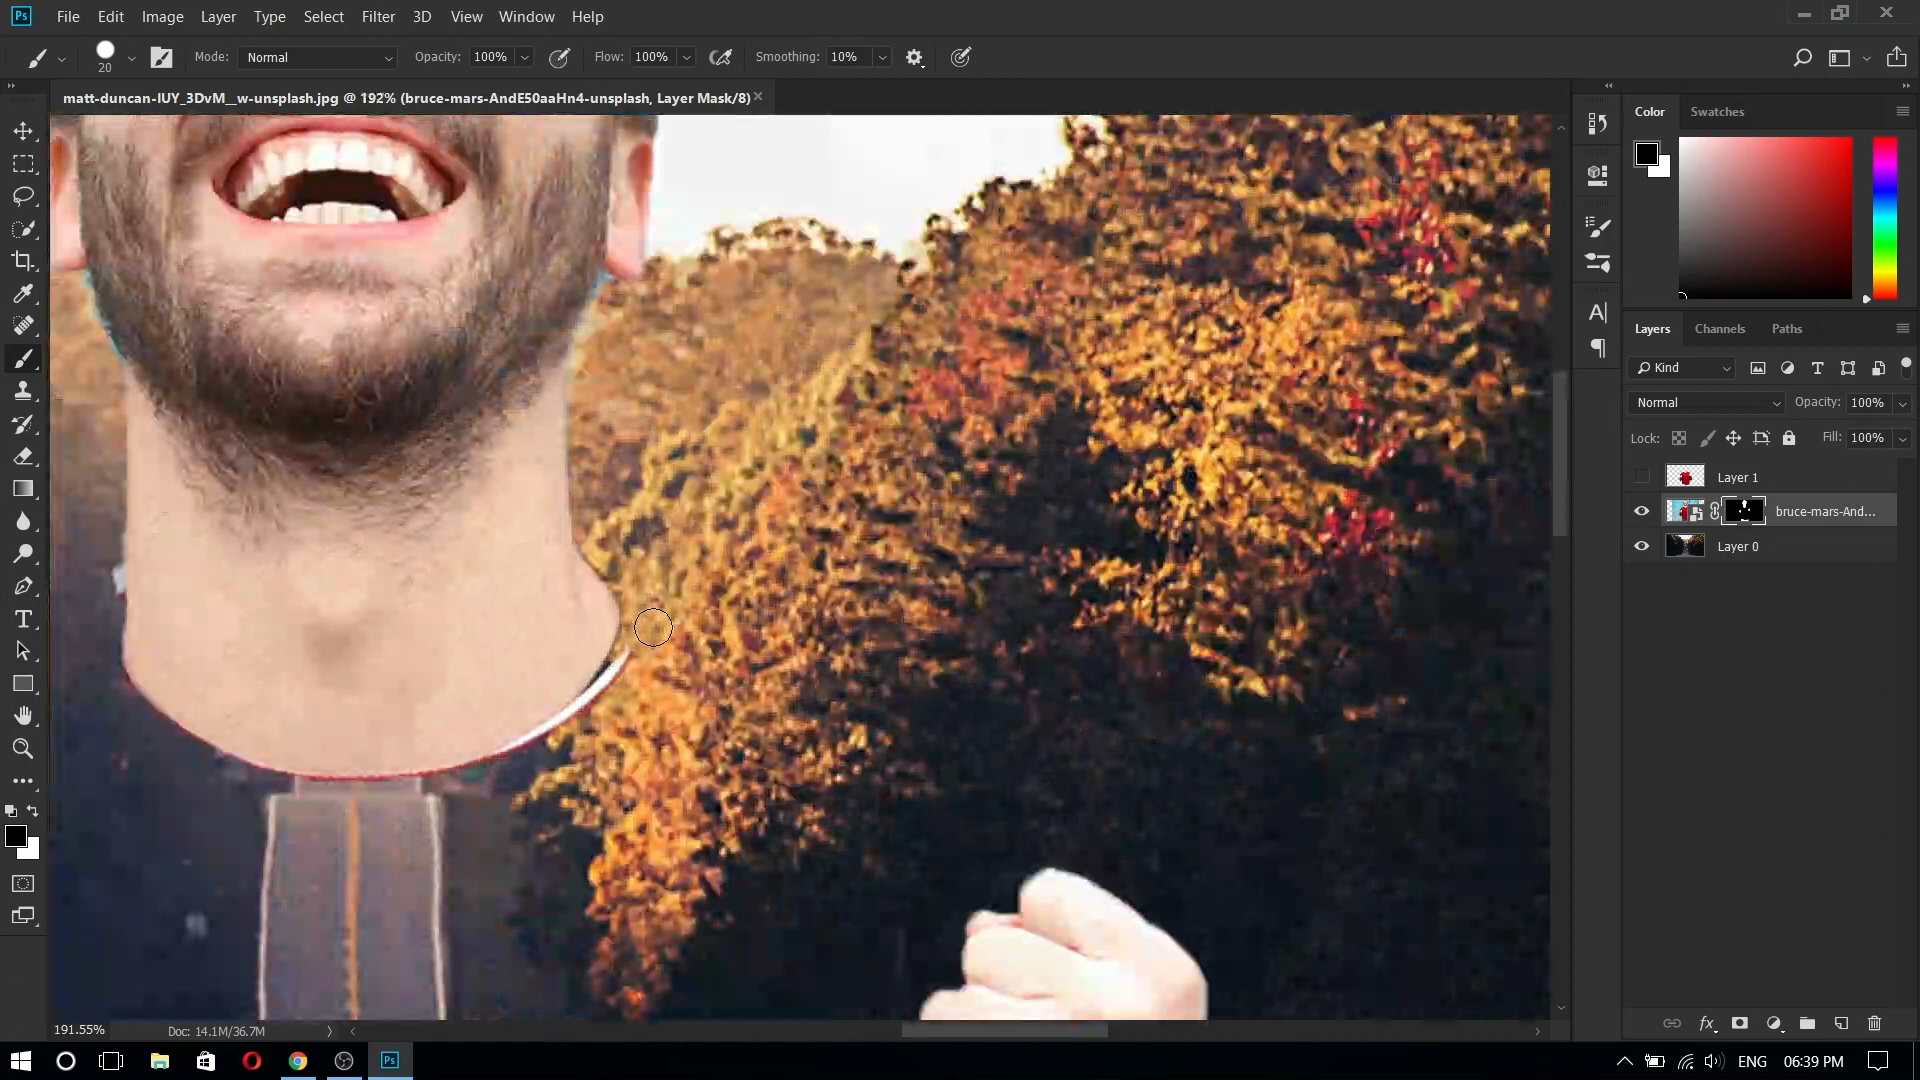 Ps File Edit Image Layer Type Select Filter 3D View Window Help
20 Mode: Normal Opacity: 100% Flow: 100% Smoothing: 10%
matt-duncan-IUY_3DvM__w-unsplash.jpg @ 192% (bruce-mars-AndE50aaHn4-unsplash, Layer Mask/8)
Color Swatches
Layers Channels Paths
Kind
Normal Opacity: 100%
Lock: Fill: 100%
Layer 1
bruce-mars-And...
Layer 0
191.55% Doc: 14.1M/36.7M
Ps ENG 06:39 PM